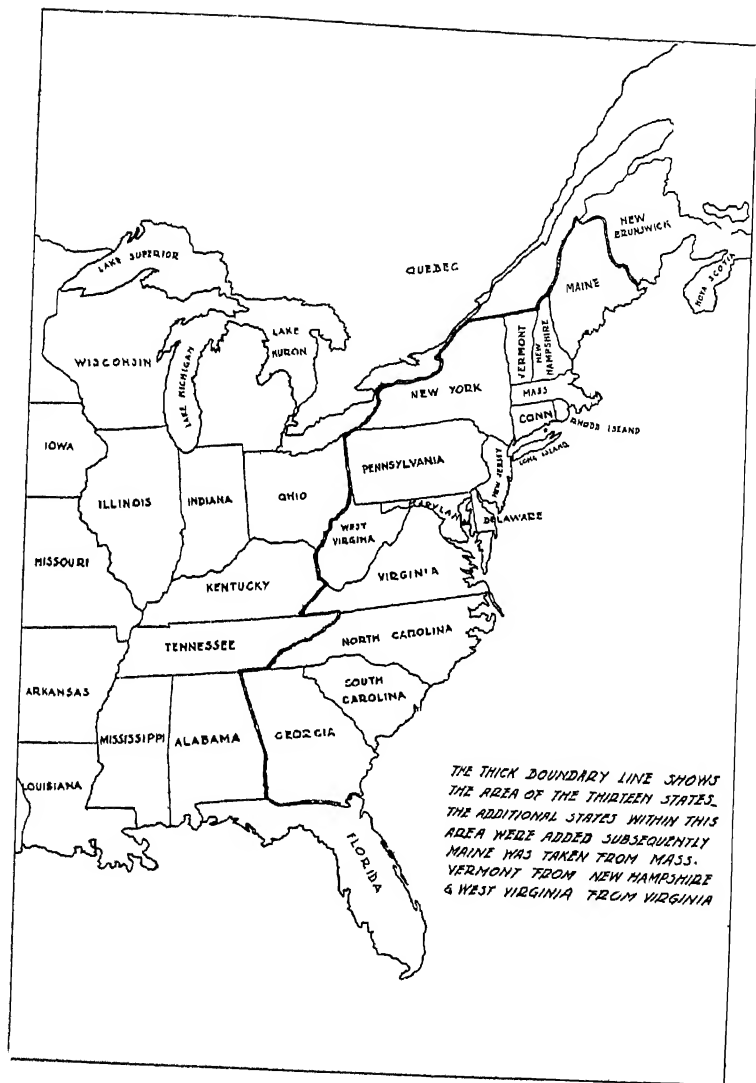 LAKE SUPERIOR
QUEBEC
NEW
BRUNSWICK
NOVA SCOTIA
MAINE
LAKE
HURON
WISCONSIN
LAKE MICHIGAN
VERMONT
NEW
HAMPSHIRE
NEW YORK
MASS
CONN
RHODE ISLAND
LONG ISLAND
IOWA
ILLINOIS
INDIANA
OHIO
PENNSYLVANIA
NEW JERSEY
MARYLAND
DELAWARE
WEST
VIRGINIA
MISSOURI
KENTUCKY
VIRGINIA
TENNESSEE
NORTH CAROLINA
ARKANSAS
SOUTH
CAROLINA
MISSISSIPPI
ALABAMA
GEORGIA
LOUISIANA
FLORIDA
THE THICK BOUNDARY LINE SHOWS
THE AREA OF THE THIRTEEN STATES.
THE ADDITIONAL STATES WITHIN THIS
AREA WERE ADDED SUBSEQUENTLY
MAINE WAS TAKEN FROM MASS.
VERMONT FROM NEW HAMPSHIRE
& WEST VIRGINIA FROM VIRGINIA